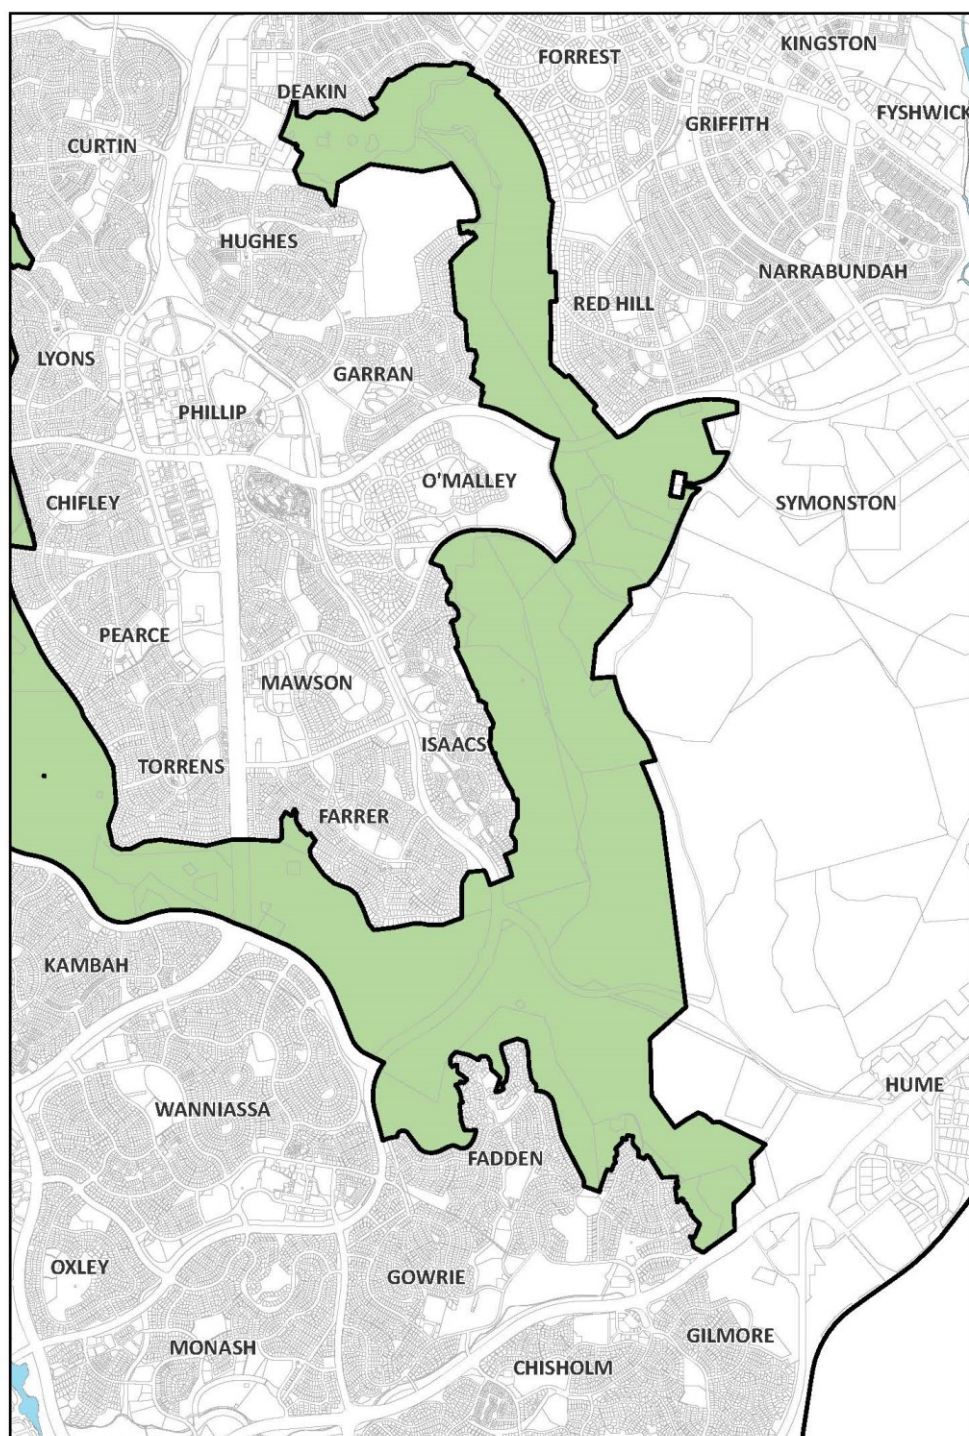 KINGSTON
FORREST
DEAKIN
FYSHWICK
GRIFFITH
CURTIN
HUGHES
NARRABUNDAH
RED HILL
LYONS
GARRAN
PHILLIP
O'MALLEY
CHIFLEY
SYMONSTON
PEARCE
MAWSON
ISAACS
TORRENS
FARRER
KAMBAH
HUME
WANNIASSA
FADDEN
OXLEY
GOWRIE
GILMORE
MONASH
CHISHOLM